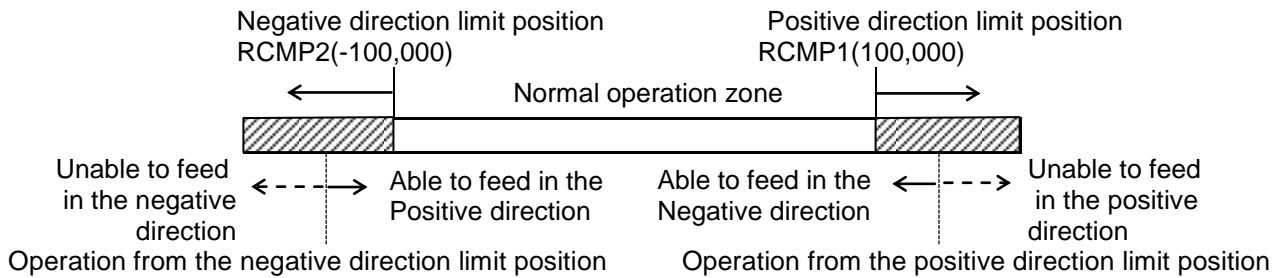 Negative direction limit position
RCMP2(-100,000)
Positive direction limit position
RCMP1(100,000)
Normal operation zone
Unable to feed
in the negative
direction
Able to feed in the
Positive direction
Able to feed in the
Negative direction
Unable to feed
in the positive
direction
Operation from the negative direction limit position
Operation from the positive direction limit position